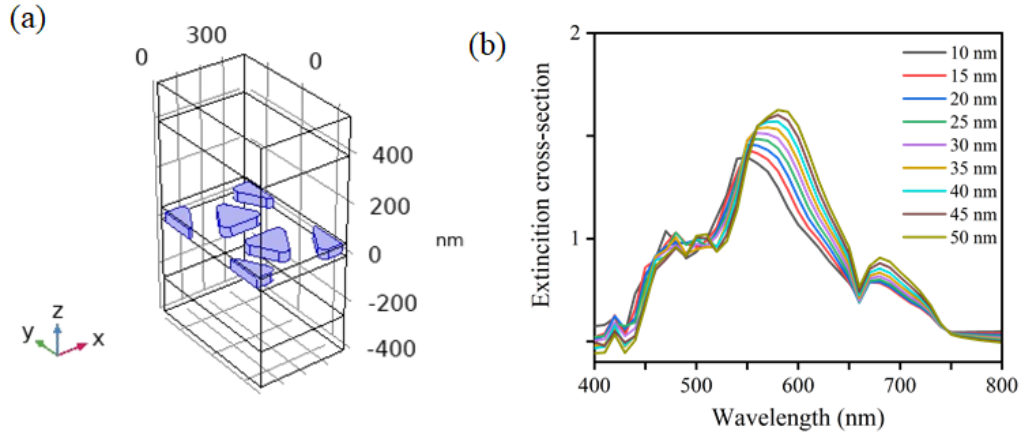 (a)
0
300
0
400
200
0
nm
-200
-400
z
y
x
(b)
2
1
Extincition cross-section
10 nm
15 nm
20 nm
25 nm
30 nm
35 nm
40 nm
45 nm
50 nm
400 500 600 700 800
Wavelength (nm)